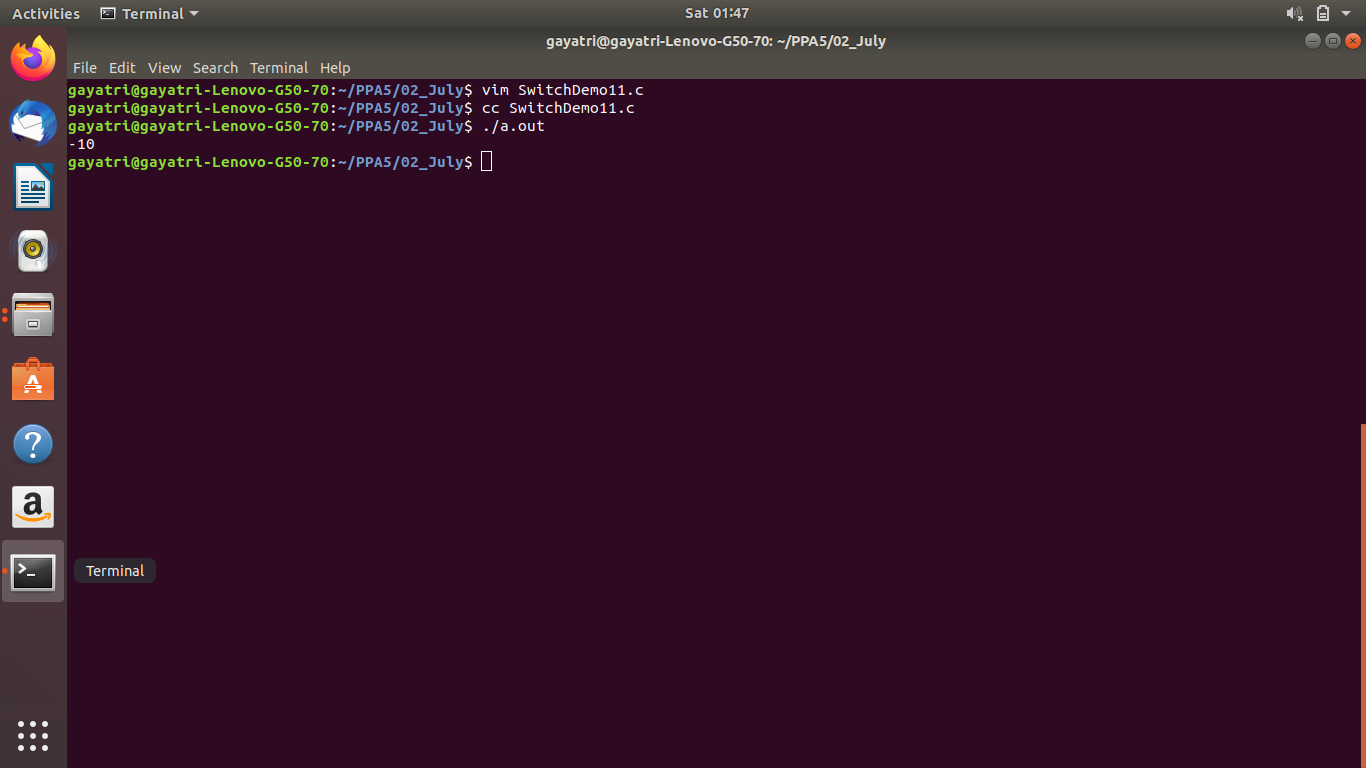 Activities Terminal Sat 01:47
gayatri@gayatri-Lenovo-G50-70: ~/PPA5/02_July
File Edit View Search Terminal Help
gayatri@gayatri-Lenovo-G50-70:~/PPA5/02_July$ vim SwitchDemo11.c
gayatri@gayatri-Lenovo-G50-70:~/PPA5/02_July$ cc SwitchDemo11.c
gayatri@gayatri-Lenovo-G50-70:~/PPA5/02_July$ ./a.out
-10
gayatri@gayatri-Lenovo-G50-70:~/PPA5/02_July$
Terminal